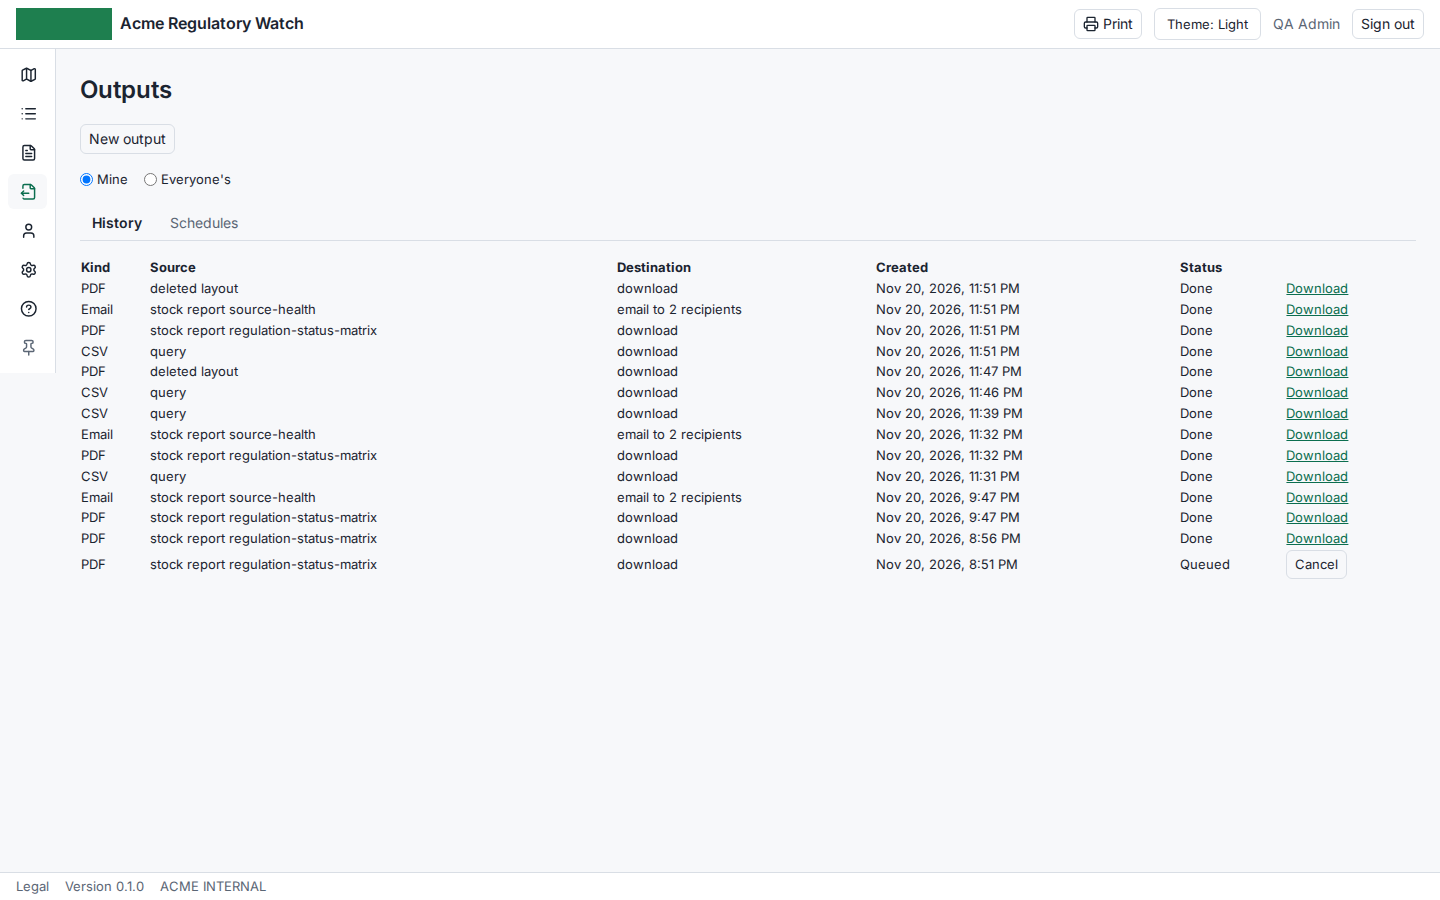 Acme Regulatory Watch
Print
Theme: Light
QA Admin
Sign out
Outputs
New output
Mine Everyone's
History Schedules
Kind Source Destination Created Status
PDF deleted layout download Nov 20, 2026, 11:51 PM Done Download
Email stock report source-health email to 2 recipients Nov 20, 2026, 11:51 PM Done Download
PDF stock report regulation-status-matrix download Nov 20, 2026, 11:51 PM Done Download
CSV query download Nov 20, 2026, 11:51 PM Done Download
PDF deleted layout download Nov 20, 2026, 11:47 PM Done Download
CSV query download Nov 20, 2026, 11:46 PM Done Download
CSV query download Nov 20, 2026, 11:39 PM Done Download
Email stock report source-health email to 2 recipients Nov 20, 2026, 11:32 PM Done Download
PDF stock report regulation-status-matrix download Nov 20, 2026, 11:32 PM Done Download
CSV query download Nov 20, 2026, 11:31 PM Done Download
Email stock report source-health email to 2 recipients Nov 20, 2026, 9:47 PM Done Download
PDF stock report regulation-status-matrix download Nov 20, 2026, 9:47 PM Done Download
PDF stock report regulation-status-matrix download Nov 20, 2026, 8:56 PM Done Download
PDF stock report regulation-status-matrix download Nov 20, 2026, 8:51 PM Queued Cancel
Legal Version 0.1.0 ACME INTERNAL